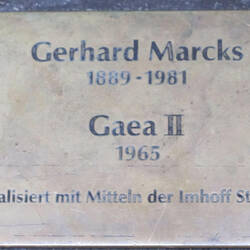 Gerhard Marcks
1889 - 1981
Gaea II
1965
alisiert mit Mitteln der Imhoff St